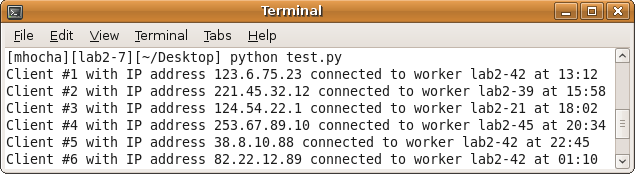 Terminal
File Edit View Terminal Tabs Help
[mhocha][lab2-7][~/Desktop] python test.py
Client #1 with IP address 123.6.75.23 connected to worker lab2-42 at 13:12
Client #2 with IP address 221.45.32.12 connected to worker lab2-39 at 15:58
Client #3 with IP address 124.54.22.1 connected to worker lab2-21 at 18:02
Client #4 with IP address 253.67.89.10 connected to worker lab2-45 at 20:34
Client #5 with IP address 38.8.10.88 connected to worker lab2-42 at 22:45
Client #6 with IP address 82.22.12.89 connected to worker lab2-42 at 01:10